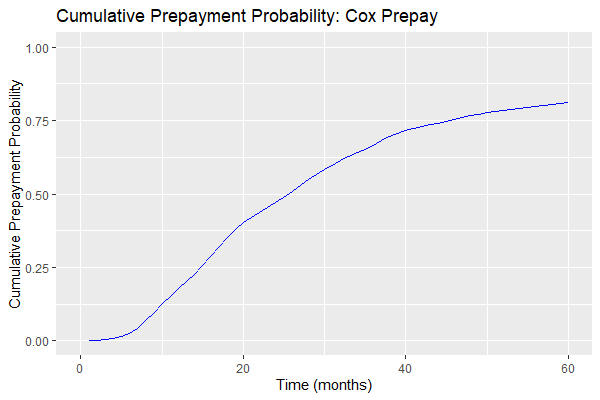 Cumulative Prepayment Probability: Cox Prepay
Cumulative Prepayment Probability
1.00
0.75
0.50
0.25
0.00
0 20 40 60
Time (months)